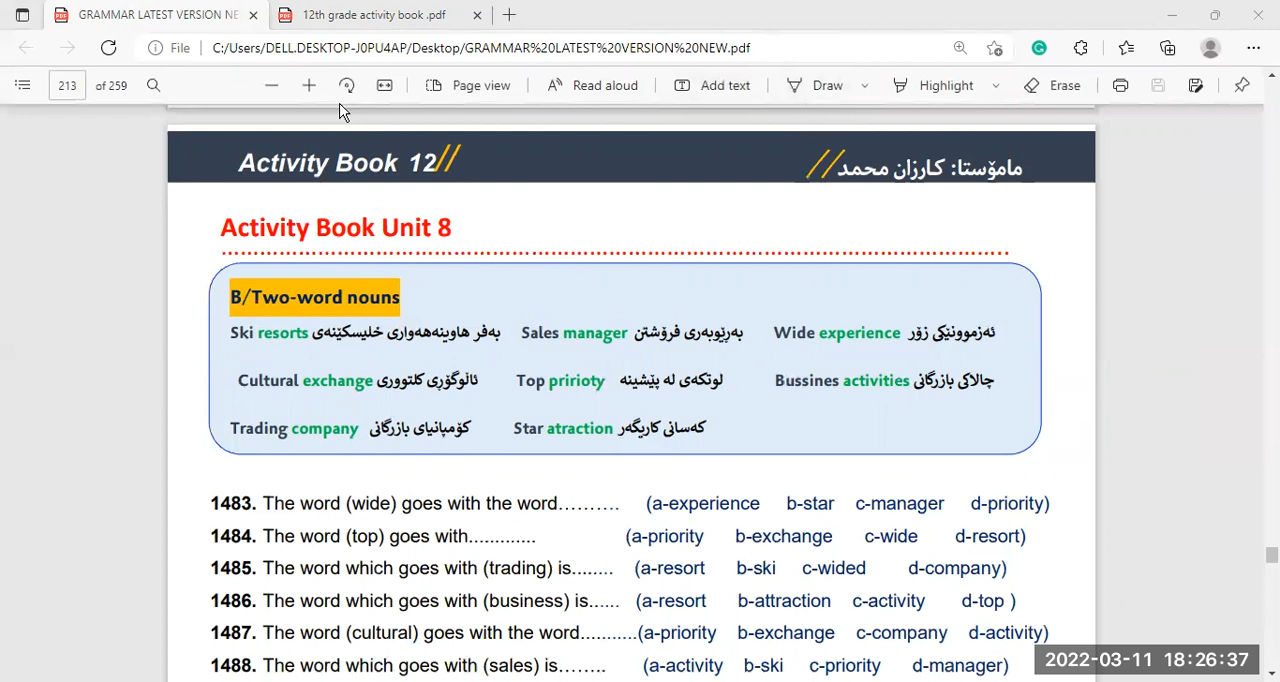 GRAMMAR LATEST VERSION NE
12th grade activity book .pdf
File C:/Users/DELL.DESKTOP-J0PU4AP/Desktop/GRAMMAR%20LATEST%20VERSION%20NEW.pdf
213 of 259 Page view Read aloud Add text Draw Highlight Erase
Activity Book 12// //مامۆستا: کارزان محمد
Activity Book Unit 8
B/Two-word nouns
Ski resorts بەفر هاوینەهەواری خلیسکێنەی Sales manager بەڕێوبەری فرۆشتن Wide experience ئەزموونێکی زۆر
Cultural exchange ئاڵوگۆڕی کلتووری Top pririoty لوتکەی لە پێشینە Bussines activities چالاکی بازرگانی
Trading company کۆمپانیای بازرگانی Star atraction کەسانی کاریگەر
1483. The word (wide) goes with the word.......... (a-experience b-star c-manager d-priority)
1484. The word (top) goes with............. (a-priority b-exchange c-wide d-resort)
1485. The word which goes with (trading) is........ (a-resort b-ski c-wided d-company)
1486. The word which goes with (business) is...... (a-resort b-attraction c-activity d-top )
1487. The word (cultural) goes with the word...........(a-priority b-exchange c-company d-activity)
1488. The word which goes with (sales) is........ (a-activity b-ski c-priority d-manager)
2022-03-11 18:26:37